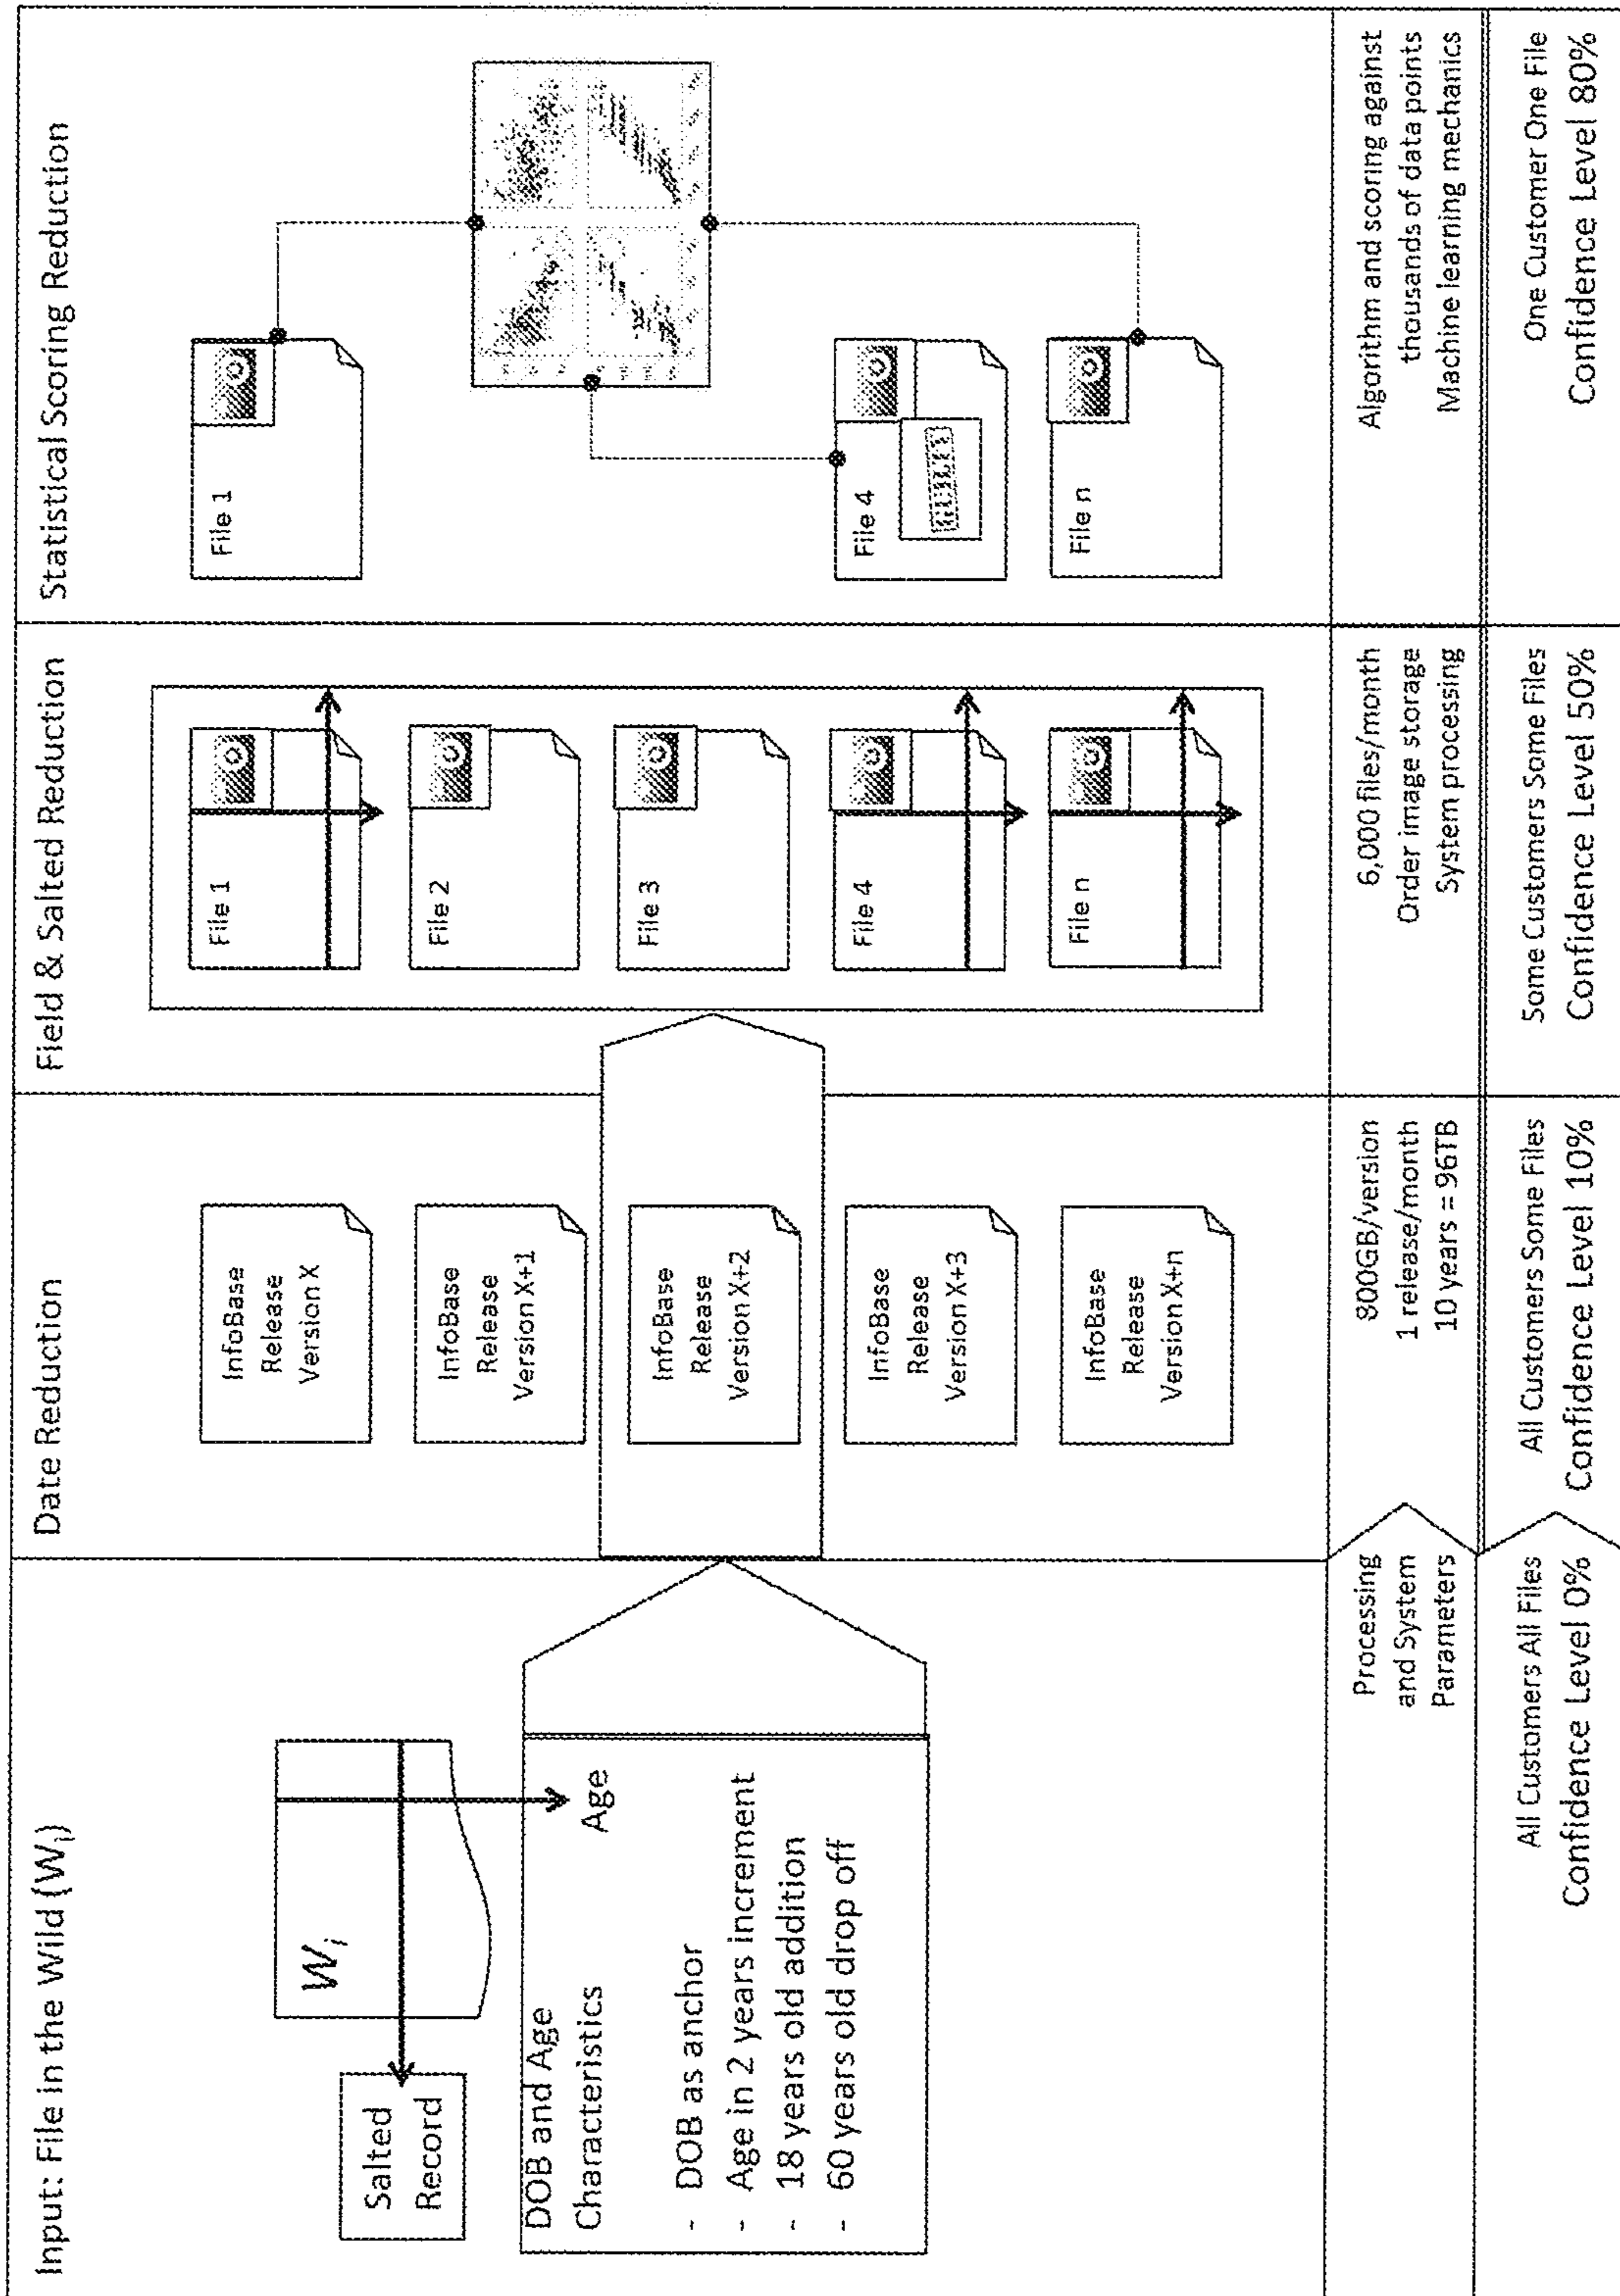 Input: File in the Wild (Wᵢ)
Wᵢ
Salted
Record
Age
DOB and Age
Characteristics
- DOB as anchor
- Age in 2 years increment
- 18 years old addition
- 60 years old drop off
Date Reduction
InfoBase
Release
Version X
InfoBase
Release
Version X+1
InfoBase
Release
Version X+2
InfoBase
Release
Version X+3
InfoBase
Release
Version X+n
Field & Salted Reduction
File 1
File 2
File 3
File 4
File n
Statistical Scoring Reduction
File 1
File 4
GUILTY
File n
Processing
and System
Parameters
800GB/version
1 release/month
10 years = 96TB
6,000 files/month
Order image storage
System processing
Algorithm and scoring against
thousands of data points
Machine learning mechanics
All Customers All Files
Confidence Level 0%
All Customers Some Files
Confidence Level 10%
Some Customers Some Files
Confidence Level 50%
One Customer One File
Confidence Level 80%